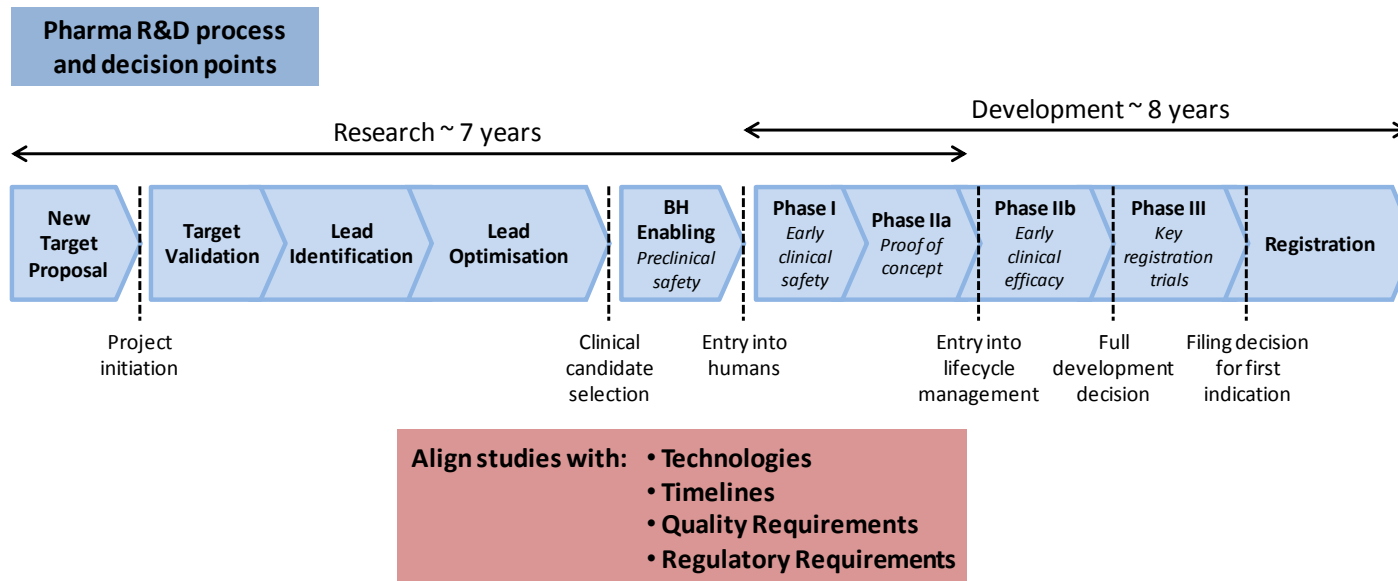 Pharma R&D process
and decision points
Development ~ 8 years
Research ~ 7 years
New
Target
Proposal
Target
Validation
Lead
Identification
Lead
Optimisation
BH
Enabling
Preclinical
safety
Phase I
Early
clinical
safety
Phase IIa
Proof of
concept
Phase IIb
Early
clinical
efficacy
Phase III
Key
registration
trials
Registration
Project
initiation
Clinical
candidate
selection
Entry into
humans
Entry into
lifecycle
management
Full
development
decision
Filing decision
for first
indication
Align studies with: • Technologies
• Timelines
• Quality Requirements
• Regulatory Requirements